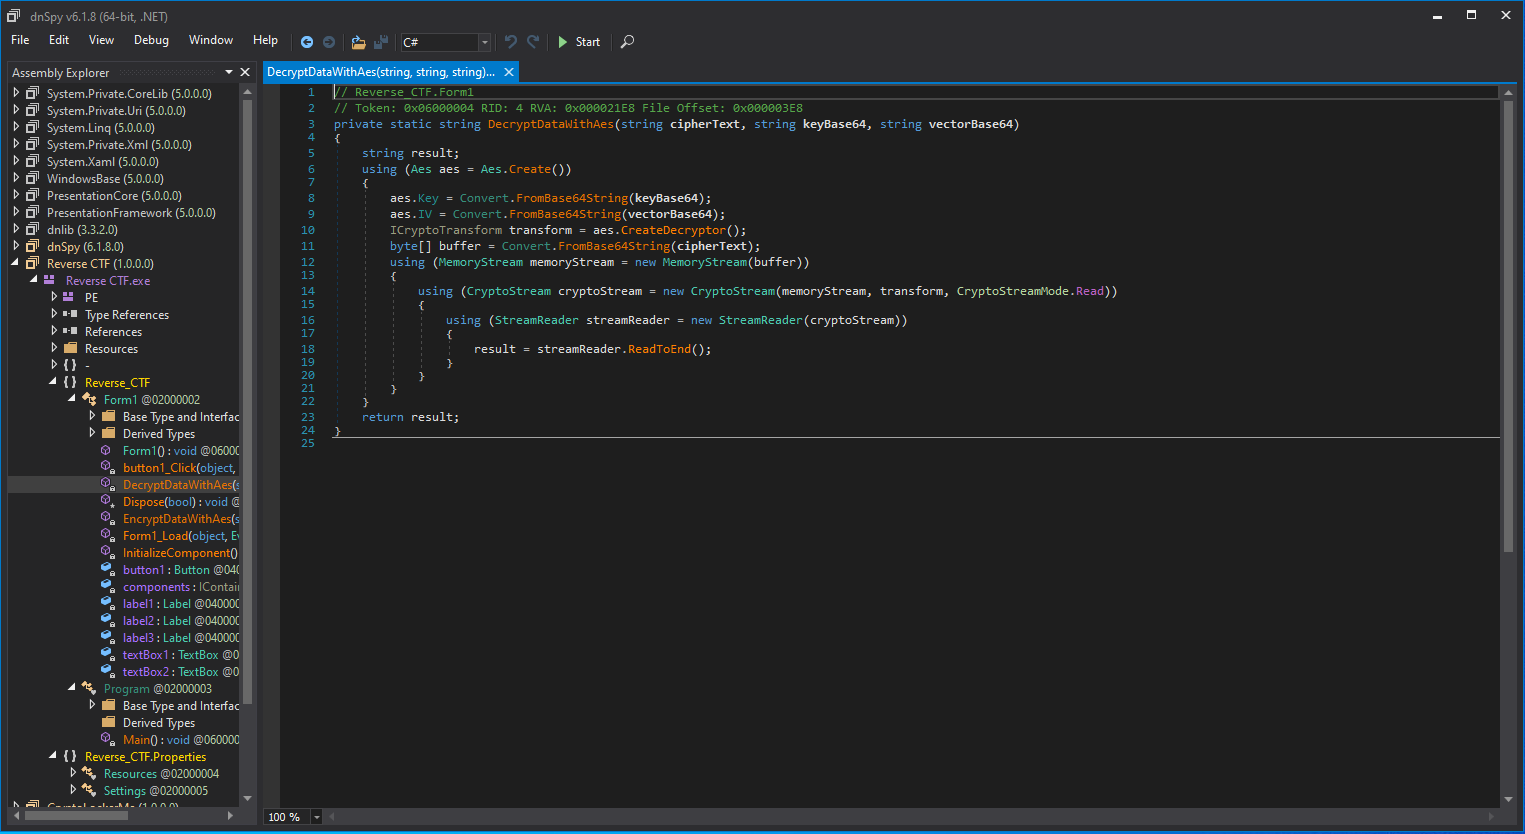 dnSpy v6.1.8 (64-bit, .NET)
File Edit View Debug Window Help C# Start
Assembly Explorer
System.Private.CoreLib (5.0.0.0)
System.Private.Uri (5.0.0.0)
System.Linq (5.0.0.0)
System.Private.Xml (5.0.0.0)
System.Xaml (5.0.0.0)
WindowsBase (5.0.0.0)
PresentationCore (5.0.0.0)
PresentationFramework (5.0.0.0)
dnlib (3.3.2.0)
dnSpy (6.1.8.0)
Reverse CTF (1.0.0.0)
Reverse CTF.exe
PE
Type References
References
Resources
{ } -
{ } Reverse_CTF
Form1 @02000002
Base Type and Interfac
Derived Types
Form1() : void @0600
button1_Click(object,
DecryptDataWithAes(s
Dispose(bool) : void @
EncryptDataWithAes(s
Form1_Load(object, Ev
InitializeComponent()
button1 : Button @040
components : IContai
label1 : Label @040000
label2 : Label @040000
label3 : Label @040000
textBox1 : TextBox @0
textBox2 : TextBox @0
Program @02000003
Base Type and Interfac
Derived Types
Main() : void @060000
{ } Reverse_CTF.Properties
Resources @02000004
Settings @02000005
DecryptDataWithAes(string, string, string)...
1 // Reverse_CTF.Form1
2 // Token: 0x06000004 RID: 4 RVA: 0x000021E8 File Offset: 0x000003E8
3 private static string DecryptDataWithAes(string cipherText, string keyBase64, string vectorBase64)
4 {
5 string result;
6 using (Aes aes = Aes.Create())
7 {
8 aes.Key = Convert.FromBase64String(keyBase64);
9 aes.IV = Convert.FromBase64String(vectorBase64);
10 ICryptoTransform transform = aes.CreateDecryptor();
11 byte[] buffer = Convert.FromBase64String(cipherText);
12 using (MemoryStream memoryStream = new MemoryStream(buffer))
13 {
14 using (CryptoStream cryptoStream = new CryptoStream(memoryStream, transform, CryptoStreamMode.Read))
15 {
16 using (StreamReader streamReader = new StreamReader(cryptoStream))
17 {
18 result = streamReader.ReadToEnd();
19 }
20 }
21 }
22 }
23 return result;
24 }
25
100 %